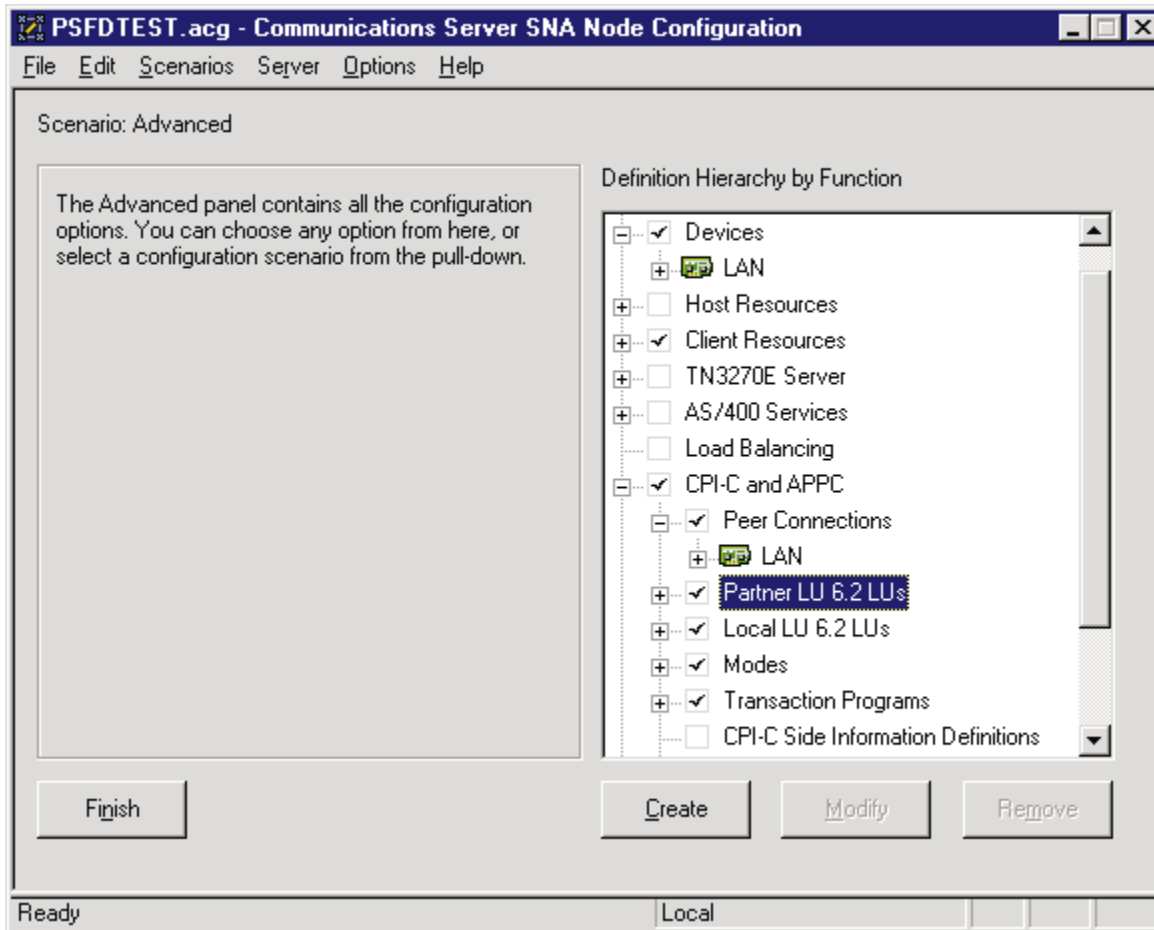 PSFDTEST.acg - Communications Server SNA Node Configuration
File Edit Scenarios Server Options Help
Scenario: Advanced
The Advanced panel contains all the configuration
options. You can choose any option from here, or
select a configuration scenario from the pull-down.
Definition Hierarchy by Function
Devices
LAN
Host Resources
Client Resources
TN3270E Server
AS/400 Services
Load Balancing
CPI-C and APPC
Peer Connections
LAN
Partner LU 6.2 LUs
Local LU 6.2 LUs
Modes
Transaction Programs
CPI-C Side Information Definitions
Finish
Create Modify Remove
Ready Local